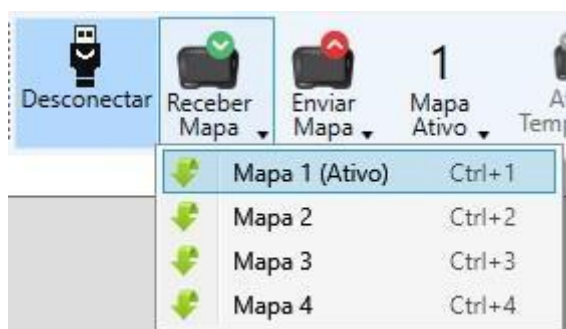 Desconectar
Receber
Mapa
Enviar
Mapa
1
Mapa
Ativo
Mapa 1 (Ativo) Ctrl+1
Mapa 2 Ctrl+2
Mapa 3 Ctrl+3
Mapa 4 Ctrl+4